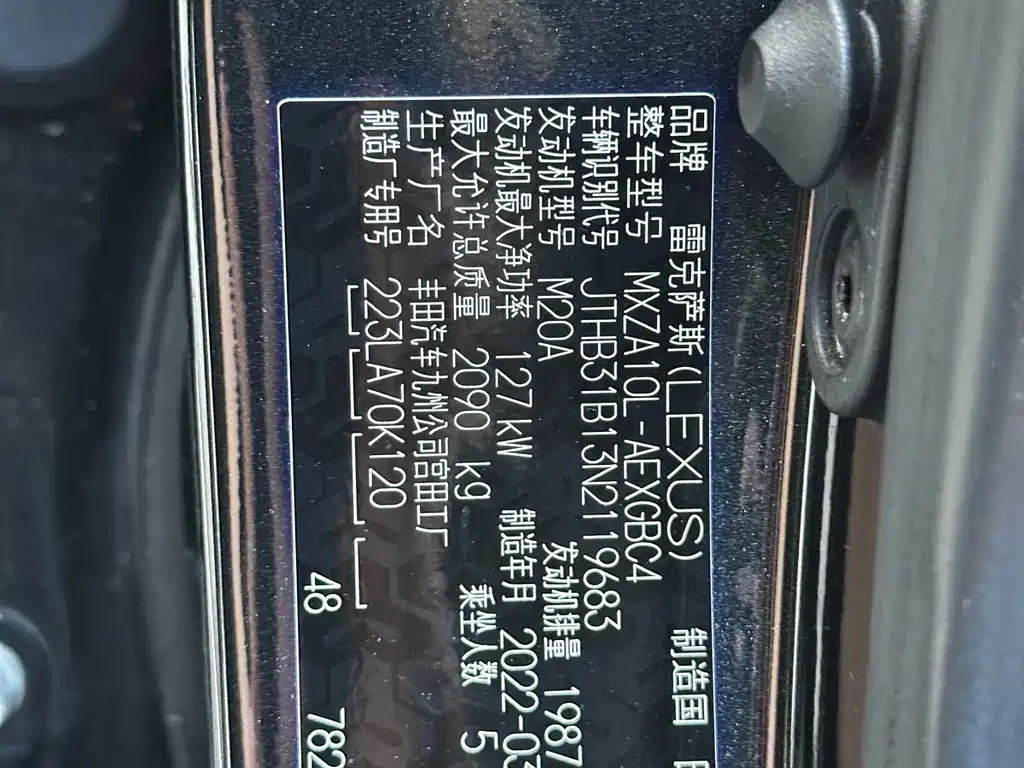 品牌 雷克萨斯(LEXUS) 制造国
整车型号 MXZA10L-AEXGBC4
车辆识别代号 JTHB31B13N2119683
发动机型号 M20A 发动机排量 1987
发动机最大净功率 127kW 制造年月 2022-03
最大允许总质量 2090 kg 乘坐人数 5
生产厂名 丰田汽车九州公司宫田工厂
制造厂专用号 223LA70K120
48 782